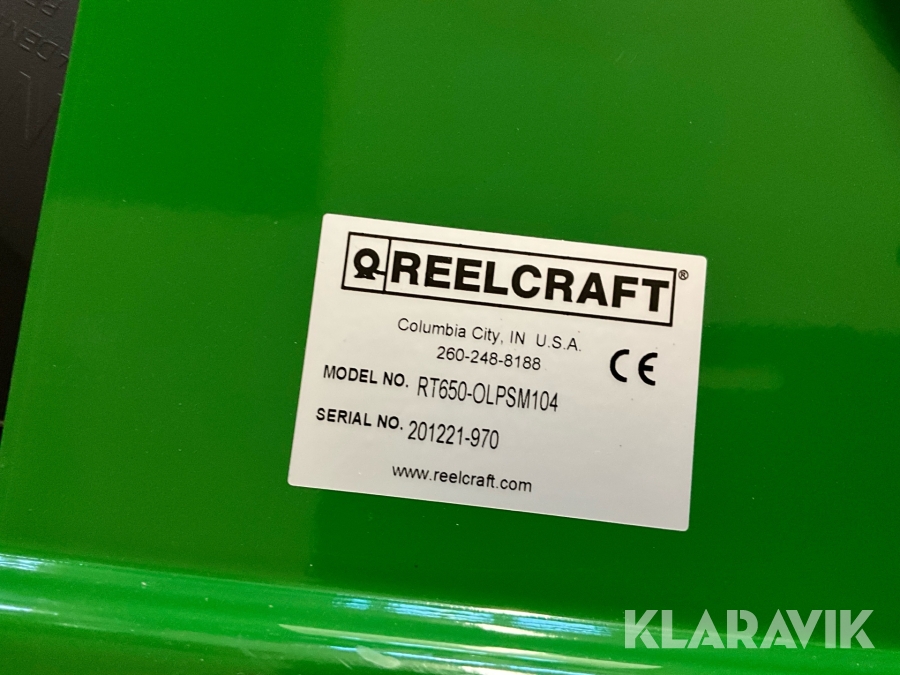 REELCRAFT®
Columbia City, IN U.S.A.
260-248-8188
CE
MODEL NO. RT650-OLPSM104
SERIAL NO. 201221-970
www.reelcraft.com
KLARAVIK